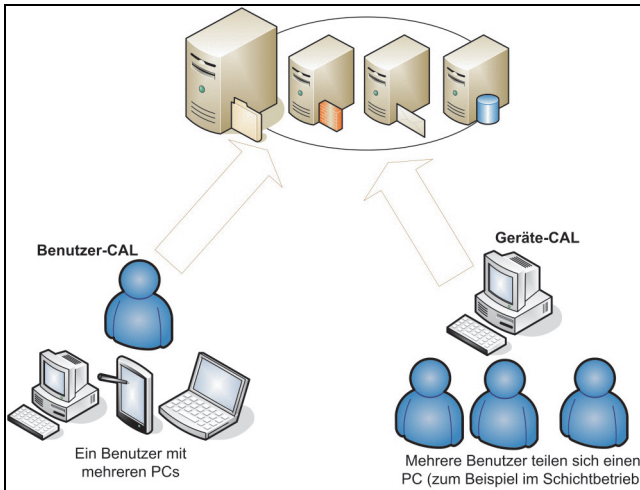 Benutzer-CAL
Geräte-CAL
Ein Benutzer mit
mehreren PCs
Mehrere Benutzer teilen sich einen
PC (zum Beispiel im Schichtbetrieb